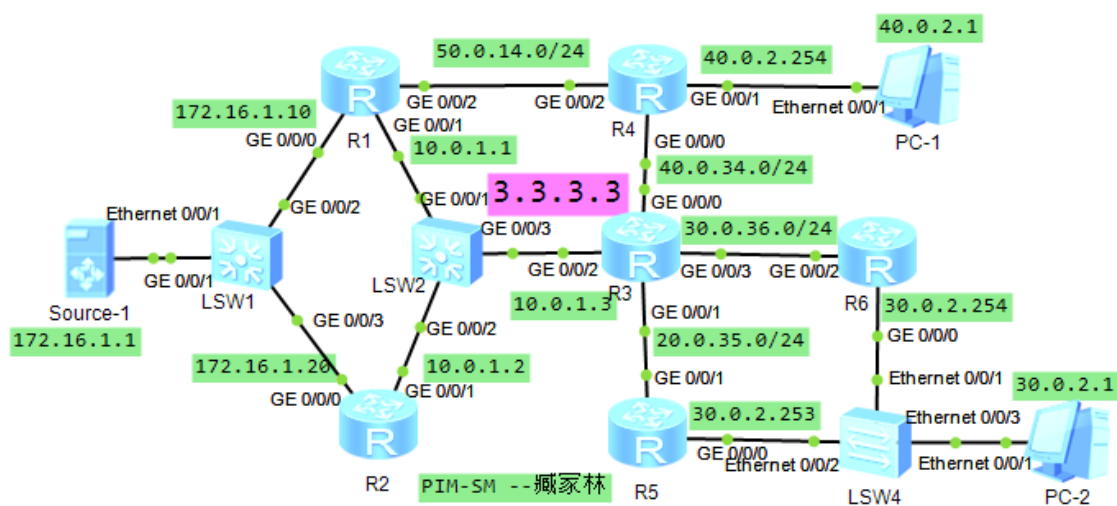 40.0.2.1
50.0.14.0/24
40.0.2.254
GE 0/0/2
GE 0/0/2
GE 0/0/1
Ethernet 0/0/1
172.16.1.10
GE 0/0/1
R
R1
R
R4
PC-1
GE 0/0/0
10.0.1.1
GE 0/0/0
40.0.34.0/24
GE 0/0/1
3.3.3.3
GE 0/0/0
Ethernet 0/0/1
GE 0/0/2
GE 0/0/3
30.0.36.0/24
GE 0/0/1
LSW1
LSW2
GE 0/0/2
R
R3
GE 0/0/3
GE 0/0/2
R
R6
Source-1
172.16.1.1
10.0.1.3
GE 0/0/1
30.0.2.254
GE 0/0/3
GE 0/0/2
20.0.35.0/24
GE 0/0/0
172.16.1.20
10.0.1.2
GE 0/0/1
Ethernet 0/0/1
30.0.2.1
GE 0/0/0
GE 0/0/1
30.0.2.253
Ethernet 0/0/3
R
R2
R
R5
GE 0/0/0
Ethernet 0/0/2
Ethernet 0/0/1
LSW4
PC-2
PIM-SM --臧冢林